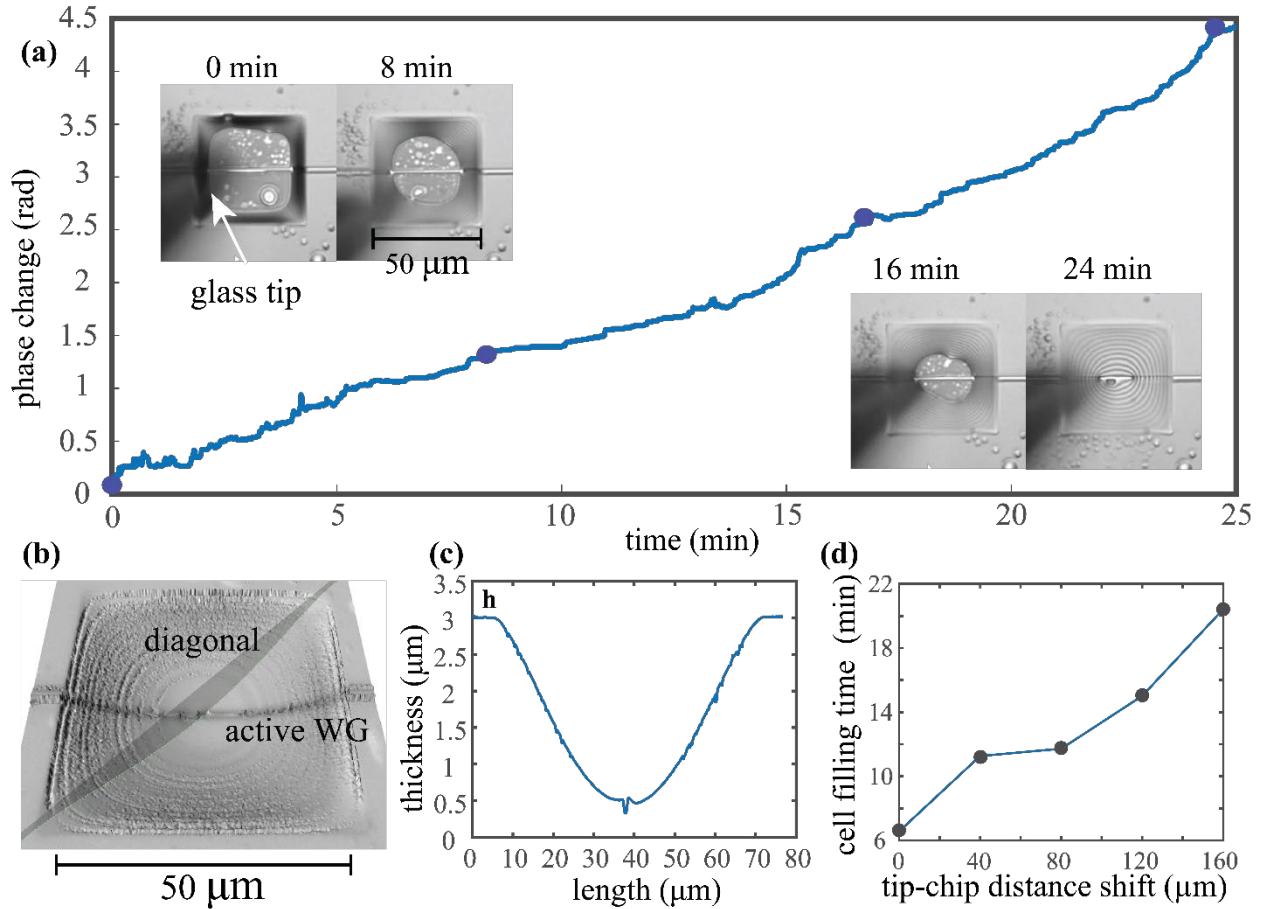 (a)
4.5
4
3.5
3
2.5
2
1.5
1
0.5
0
phase change (rad)
0 min
8 min
glass tip
50 μm
16 min
24 min
0
5
10
15
20
25
time (min)
(b)
diagonal
active WG
50 μm
(c)
h
3.5
3
2.5
2
1.5
1
0.5
0
thickness (μm)
0 10 20 30 40 50 60 70 80
length (μm)
(d)
22
18
14
10
6
cell filling time (min)
0 40 80 120 160
tip-chip distance shift (μm)